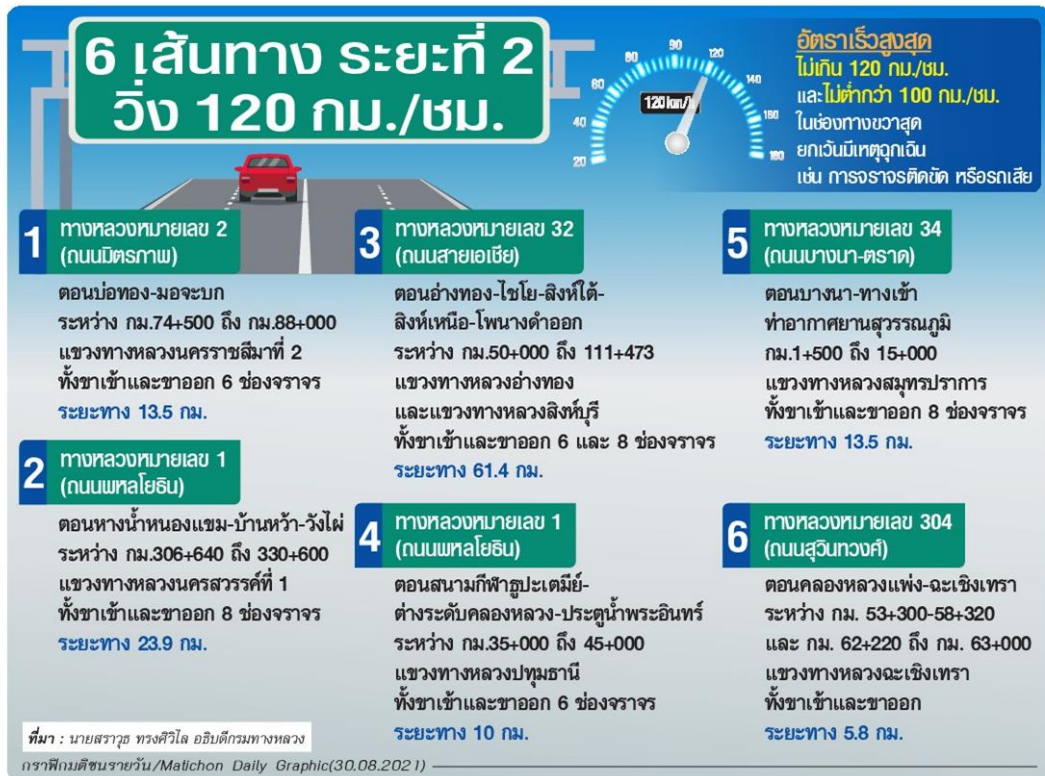 6 เส้นทาง ระยะที่ 2
วิ่ง 120 กม./ชม.
20
40
60
80
90
120
140
160
180
120 km/h
อัตราเร็วสูงสุด
ไม่เกิน 120 กม./ชม.
และไม่ต่ำกว่า 100 กม./ชม.
ในช่องทางขวาสุด
ยกเว้นมีเหตุฉุกเฉิน
เช่น การจราจรติดขัด หรือรถเสีย
1
ทางหลวงหมายเลข 2
(ถนนมิตรภาพ)
ตอนบ่อทอง-มอจะบก
ระหว่าง กม.74+500 ถึง กม.88+000
แขวงทางหลวงนครราชสีมาที่ 2
ทั้งขาเข้าและขาออก 6 ช่องจราจร
ระยะทาง 13.5 กม.
2
ทางหลวงหมายเลข 1
(ถนนพหลโยธิน)
ตอนหางน้ำหนองแขม-บ้านหว้า-วังไผ่
ระหว่าง กม.306+640 ถึง 330+600
แขวงทางหลวงนครสวรรค์ที่ 1
ทั้งขาเข้าและขาออก 8 ช่องจราจร
ระยะทาง 23.9 กม.
3
ทางหลวงหมายเลข 32
(ถนนสายเอเชีย)
ตอนอ่างทอง-ไชโย-สิงห์ใต้-
สิงห์เหนือ-โพนางดำออก
ระหว่าง กม.50+000 ถึง 111+473
แขวงทางหลวงอ่างทอง
และแขวงทางหลวงสิงห์บุรี
ทั้งขาเข้าและขาออก 6 และ 8 ช่องจราจร
ระยะทาง 61.4 กม.
4
ทางหลวงหมายเลข 1
(ถนนพหลโยธิน)
ตอนสนามกีฬาธูปะเตมีย์-
ต่างระดับคลองหลวง-ประตูน้ำพระอินทร์
ระหว่าง กม.35+000 ถึง 45+000
แขวงทางหลวงปทุมธานี
ทั้งขาเข้าและขาออก 6 ช่องจราจร
ระยะทาง 10 กม.
5
ทางหลวงหมายเลข 34
(ถนนบางนา-ตราด)
ตอนบางนา-ทางเข้า
ท่าอากาศยานสุวรรณภูมิ
กม.1+500 ถึง 15+000
แขวงทางหลวงสมุทรปราการ
ทั้งขาเข้าและขาออก 8 ช่องจราจร
ระยะทาง 13.5 กม.
6
ทางหลวงหมายเลข 304
(ถนนสุวินทวงศ์)
ตอนคลองหลวงแพ่ง-ฉะเชิงเทรา
ระหว่าง กม. 53+300-58+320
และ กม. 62+220 ถึง กม. 63+000
แขวงทางหลวงฉะเชิงเทรา
ทั้งขาเข้าและขาออก
ระยะทาง 5.8 กม.
ที่มา : นายสราวุธ ทรงศิวิไล อธิบดีกรมทางหลวง
กราฟิกมติชนรายวัน/Matichon Daily Graphic(30.08.2021)